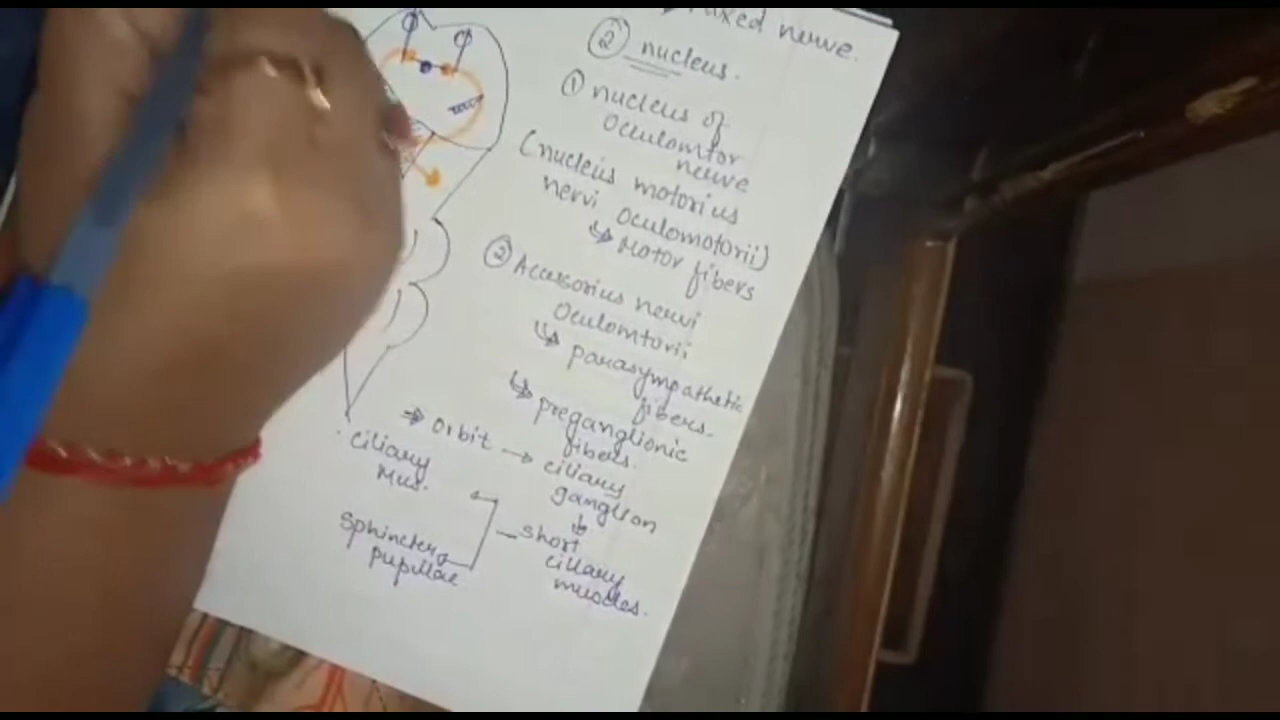 Mixed nerve.
② nucleus.
① nucleus of
Oculomtor
nerve
(nucleus motorius
nervi oculomotorii)
↳ Motor fibers
② Accessorius nervi
Oculomtorii
↳ parasympathetic
fibers.
↳ preganglionic
fibers.
⇒ Orbit → ciliary
ganglion
↓
short
ciliary
muscles.
ciliary
Mus.
Sphincter
pupillae